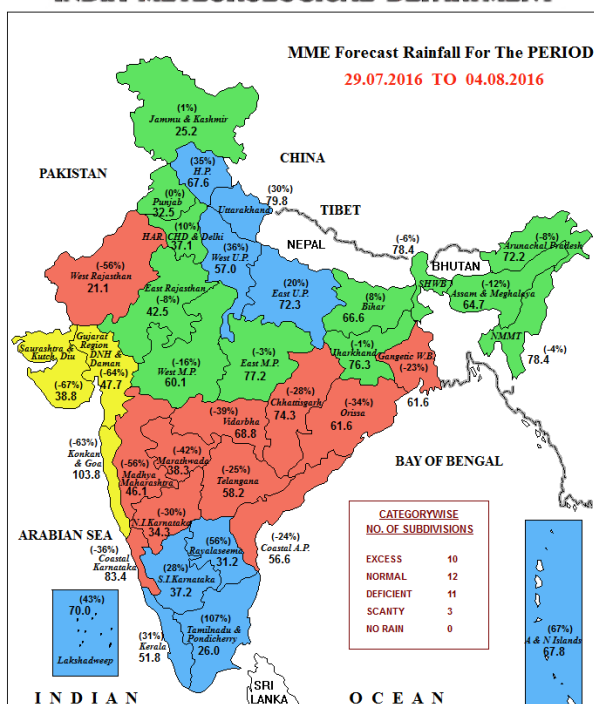 INDIA METEOROLOGICAL DEPARTMENT
MME Forecast Rainfall For The PERIOD
29.07.2016 TO 04.08.2016
(1%)
Jammu & Kashmir
25.2
CHINA
PAKISTAN
(35%)
H.P.
67.6
(30%)
79.8
Uttarakhand
TIBET
(0%)
Punjab
32.5
(10%)
HAR. CHD & Delhi
37.1
NEPAL
(36%)
West U.P.
57.0
(-6%)
78.4
BHUTAN
(-8%)
Arunachal Pradesh
72.2
(-56%)
West Rajasthan
21.1
East Rajasthan
(-8%)
42.5
(20%)
East U.P.
72.3
(8%)
Bihar
66.6
SHWB
(-12%)
Assam & Meghalaya
64.7
NMMT
(-4%)
78.4
Saurashtra &
Kutch, Diu
(-67%)
38.8
Gujarat
Region
DNH &
Daman
(-64%)
47.7
(-16%)
West M.P.
60.1
(-3%)
East M.P.
77.2
(-1%)
Jharkhand
76.3
Gangetic W.B.
(-23%)
61.6
(-28%)
Chhattisgarh
74.3
(-34%)
Orissa
61.6
(-39%)
Vidarbha
68.8
(-63%)
Konkan
& Goa
103.8
(-56%)
Madhya
Maharashtra
46.1
(-42%)
Marathwada
38.3
(-25%)
Telangana
58.2
BAY OF BENGAL
(-30%)
N.I.Karnataka
34.3
ARABIAN SEA
(-36%)
Coastal
Karnataka
83.4
(56%)
Rayalaseema
31.2
(-24%)
Coastal A.P.
56.6
(28%)
S.I.Karnataka
37.2
(43%)
70.0
Lakshadweep
(31%)
Kerala
51.8
(107%)
Tamilnadu &
Pondicherry
26.0
CATEGORYWISE
NO. OF SUBDIVISIONS
EXCESS 10
NORMAL 12
DEFICIENT 11
SCANTY 3
NO RAIN 0
(67%)
A & N Islands
67.8
SRI
LANKA
INDIAN OCEAN